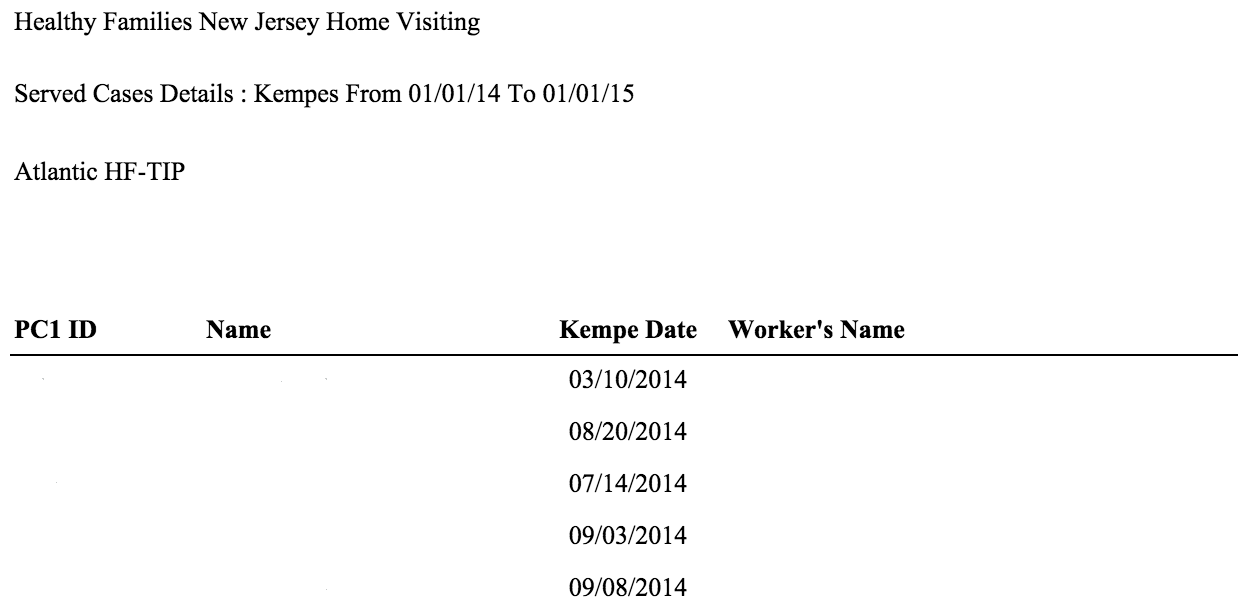 Healthy Families New Jersey Home Visiting
Served Cases Details : Kempes From 01/01/14 To 01/01/15
Atlantic HF-TIP
PC1 ID Name Kempe Date Worker's Name
03/10/2014
08/20/2014
07/14/2014
09/03/2014
09/08/2014